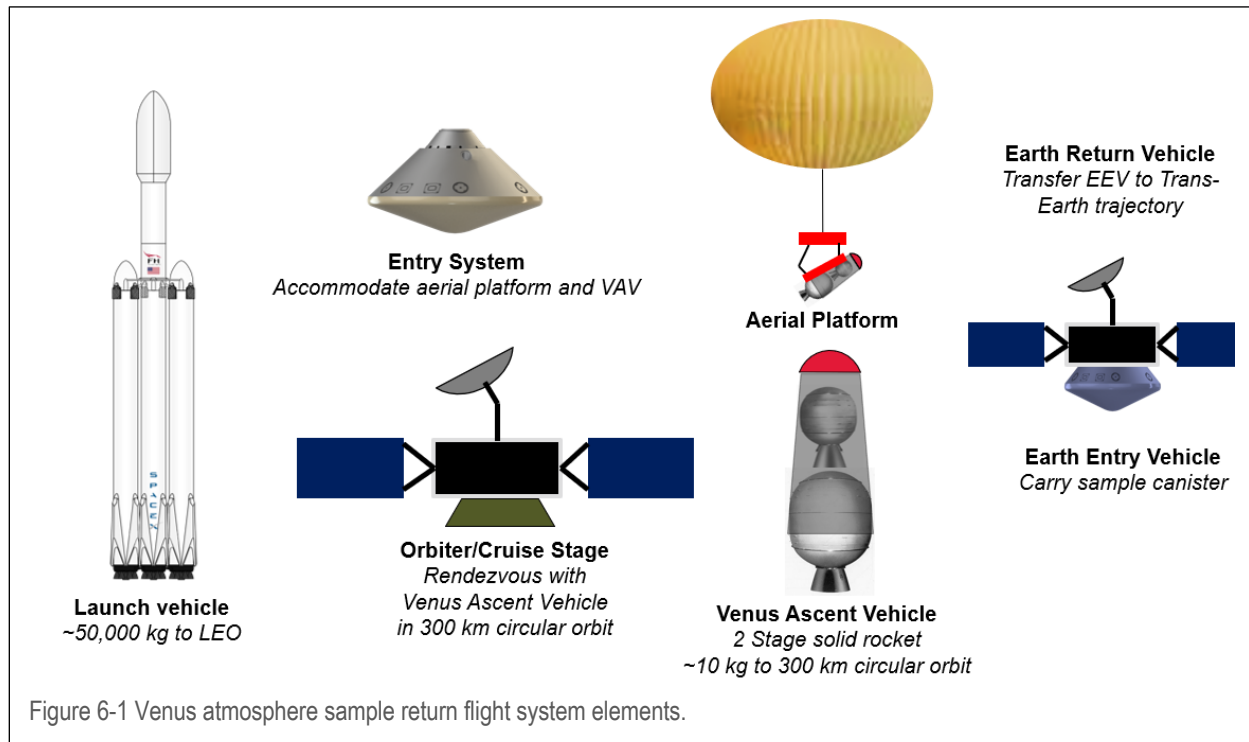 FH
SPACEX
Launch vehicle
~50,000 kg to LEO
Entry System
Accommodate aerial platform and VAV
Orbiter/Cruise Stage
Rendezvous with
Venus Ascent Vehicle
in 300 km circular orbit
Aerial Platform
Venus Ascent Vehicle
2 Stage solid rocket
~10 kg to 300 km circular orbit
Earth Return Vehicle
Transfer EEV to Trans-
Earth trajectory
Earth Entry Vehicle
Carry sample canister
Figure 6-1 Venus atmosphere sample return flight system elements.